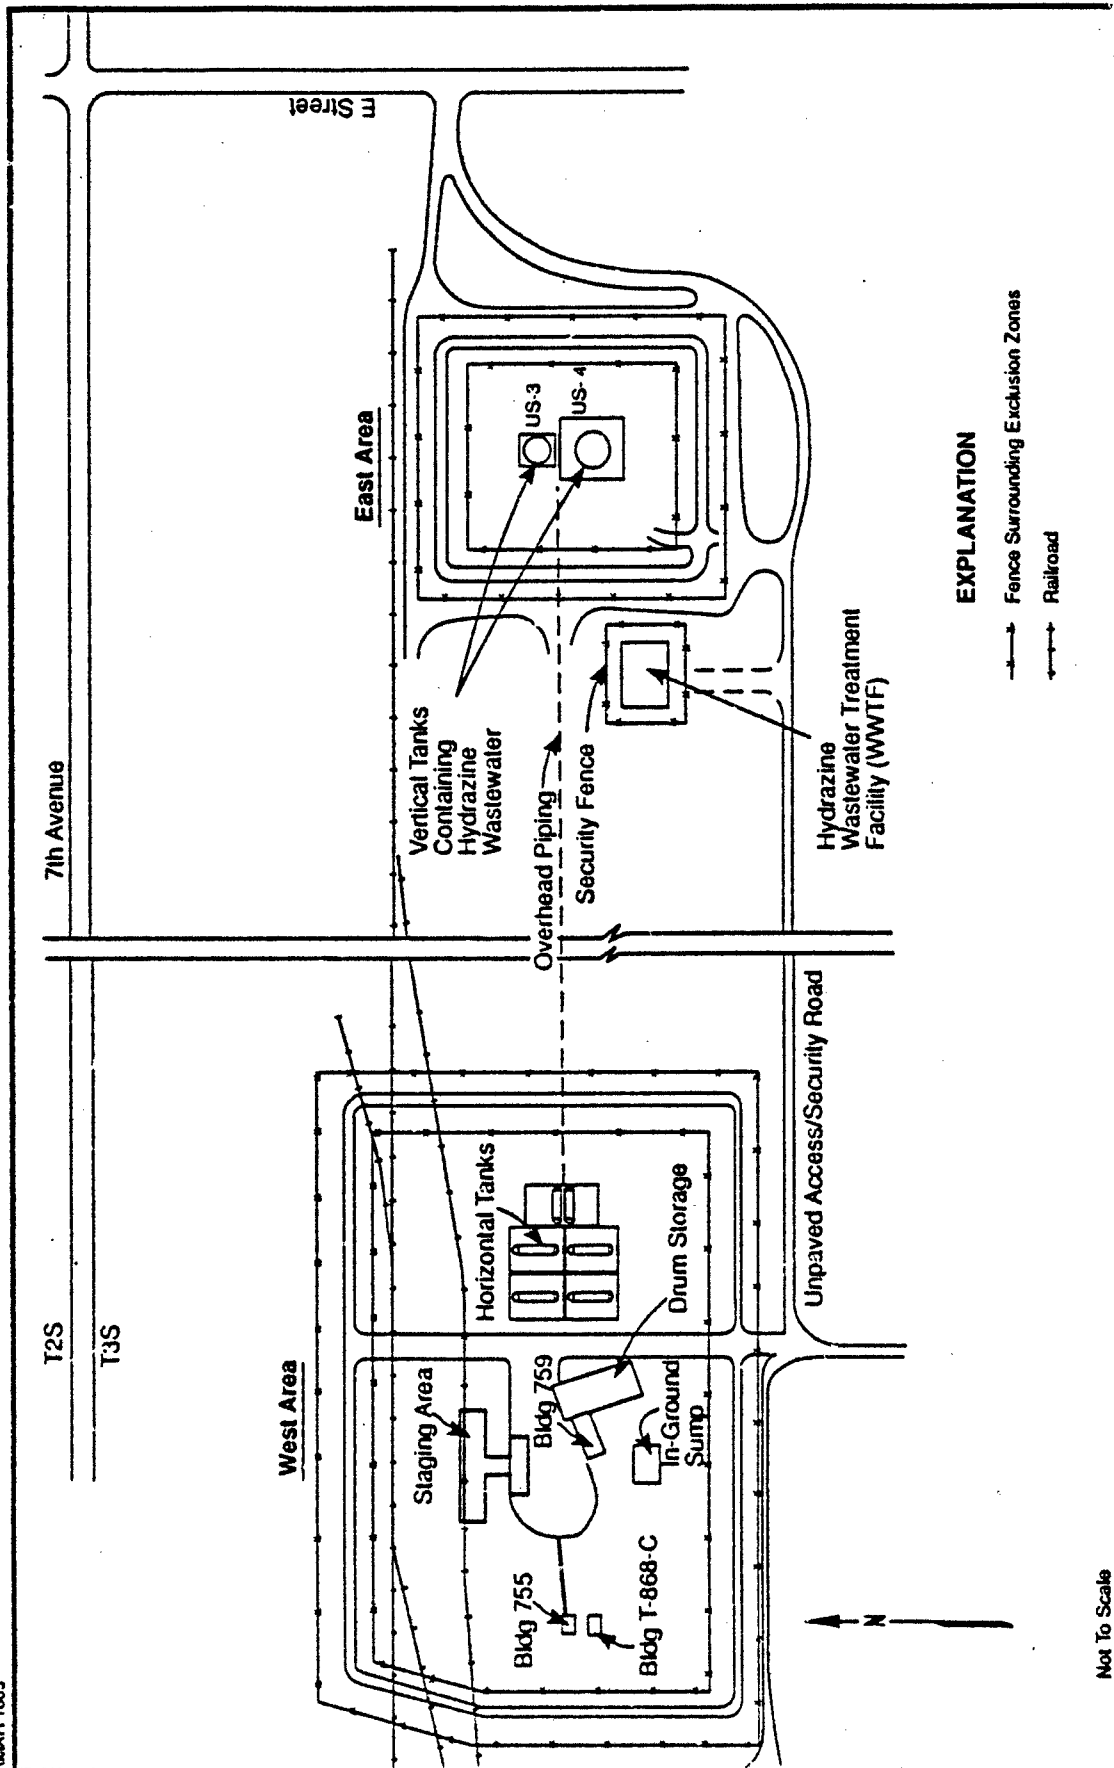 7th Avenue
E Street
T2S
T3S
West Area
East Area
US-3
US-4
Vertical Tanks
Containing
Hydrazine
Wastewater
Overhead Piping
Security Fence
Hydrazine
Wastewater Treatment
Facility (WWTF)
Staging Area
Horizontal Tanks
Bldg 755
Bldg T-868-C
Bldg 759
Drum Storage
In-Ground
Sump
Unpaved Access/Security Road
N
EXPLANATION
Fence Surrounding Exclusion Zones
Railroad
Not To Scale